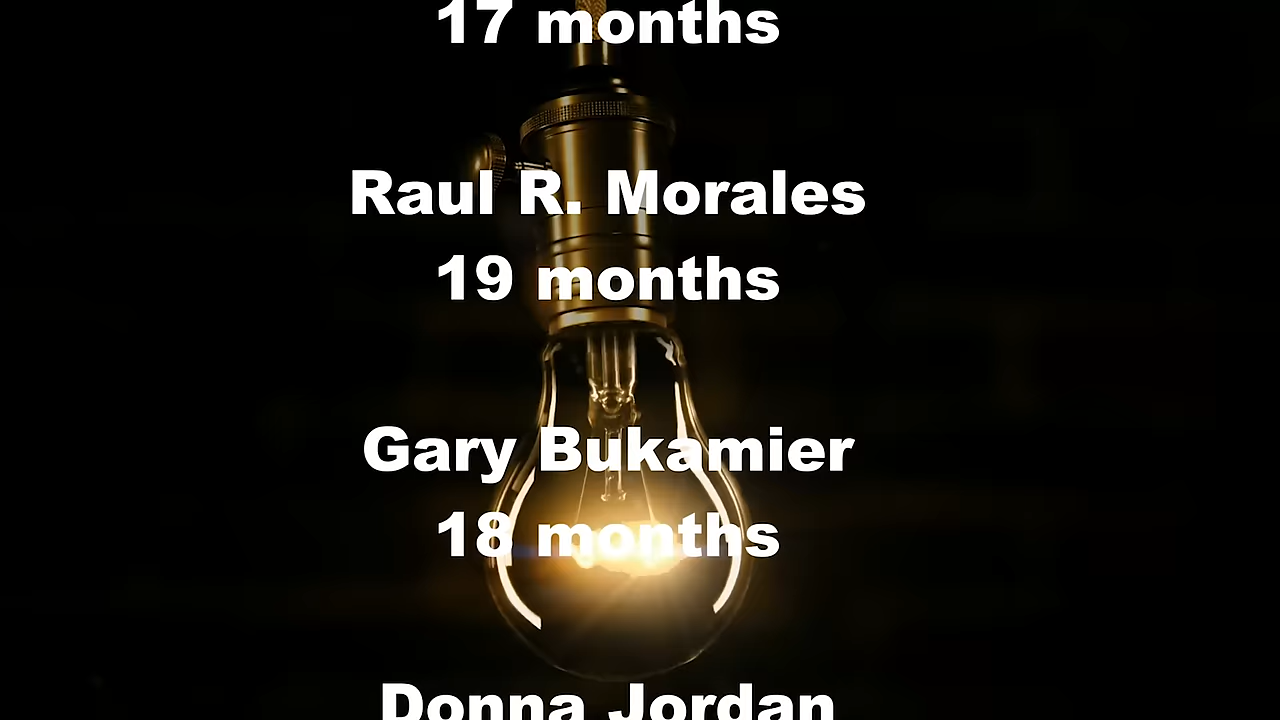 17 months
Raul R. Morales
19 months
Gary Bukamier
18 months
Donna Jordan